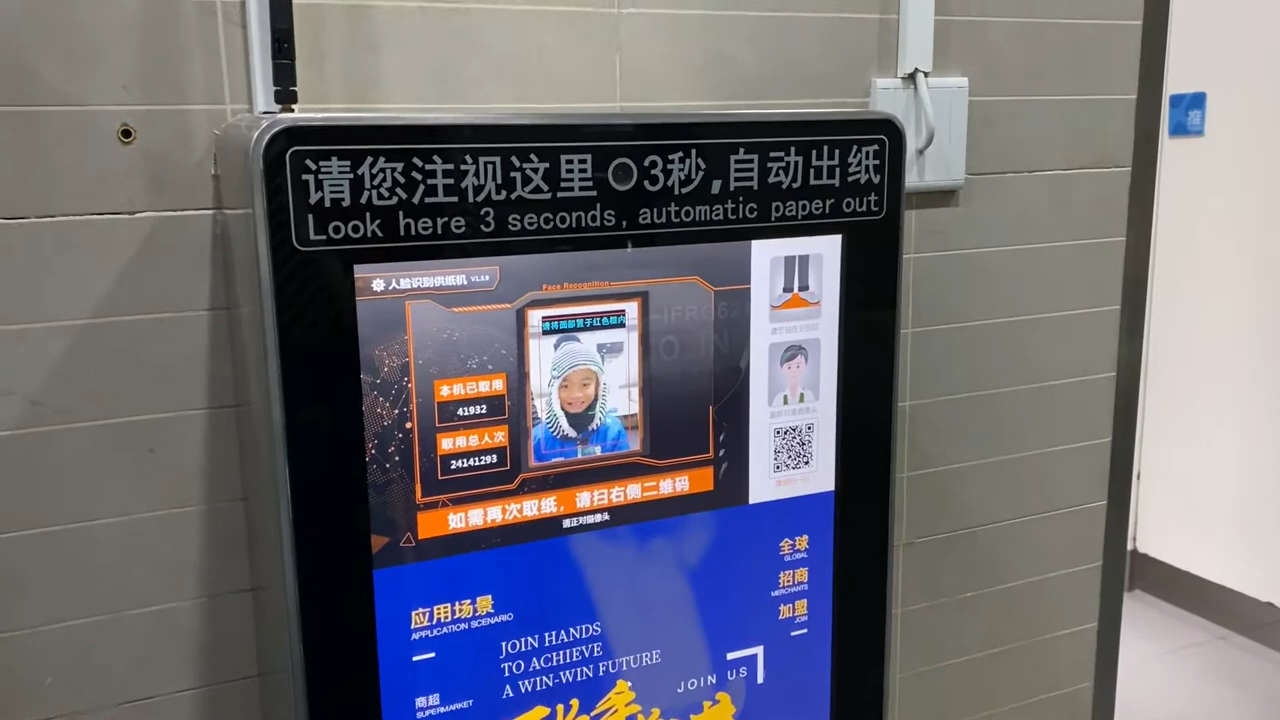 请您注视这里 3秒,自动出纸
Look here 3 seconds, automatic paper out
人脸识别供纸机 V1.3.9
Face Recognition
请将面部置于红色框内
本机已取用
41932
取用总人次
24141293
如需再次取纸，请扫右侧二维码
请正对摄像头
全球
GLOBAL
招商
MERCHANTS
加盟
JOIN
应用场景
APPLICATION SCENARIO
JOIN HANDS
TO ACHIEVE
A WIN-WIN FUTURE
JOIN US
商超
SUPERMARKET
推